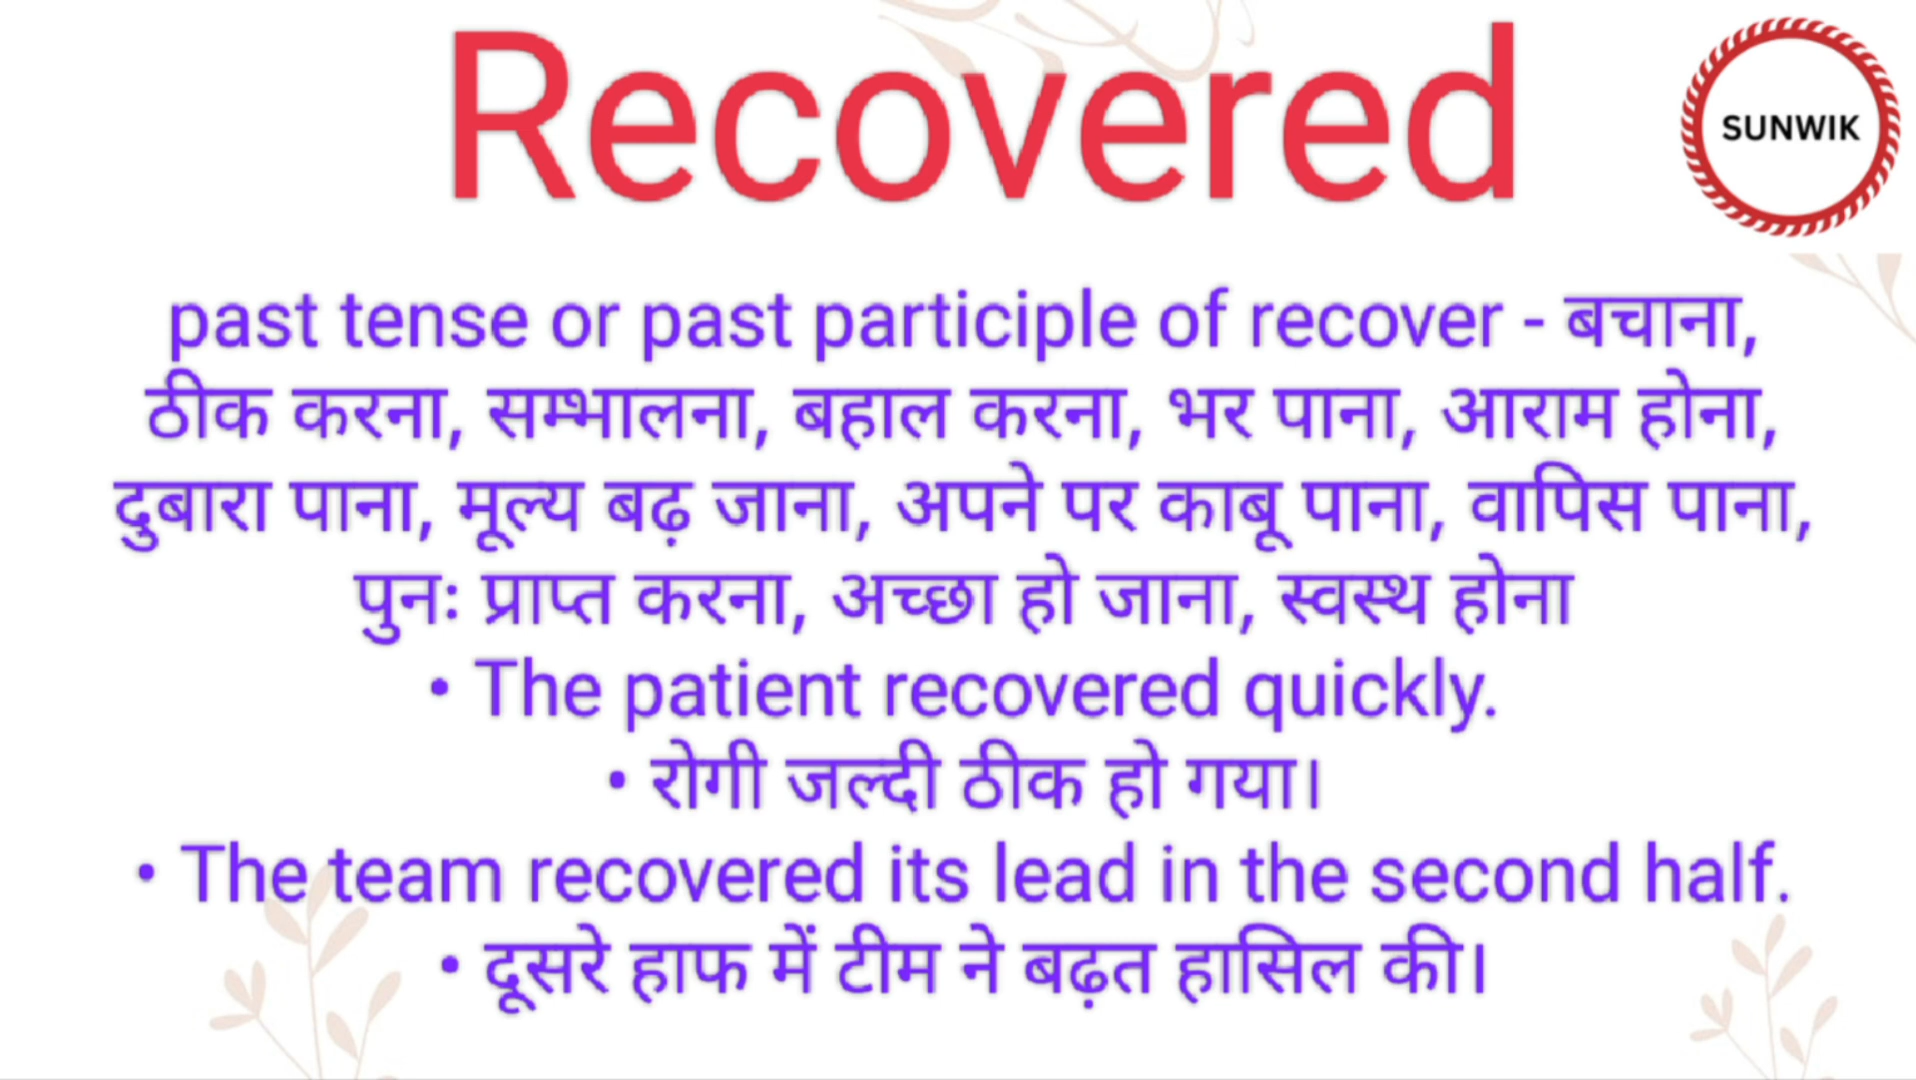 Recovered
SUNWIK
past tense or past participle of recover - बचाना,
ठीक करना, सम्भालना, बहाल करना, भर पाना, आराम होना,
दुबारा पाना, मूल्य बढ़ जाना, अपने पर काबू पाना, वापिस पाना,
पुनः प्राप्त करना, अच्छा हो जाना, स्वस्थ होना
• The patient recovered quickly.
• रोगी जल्दी ठीक हो गया।
• The team recovered its lead in the second half.
• दूसरे हाफ में टीम ने बढ़त हासिल की।